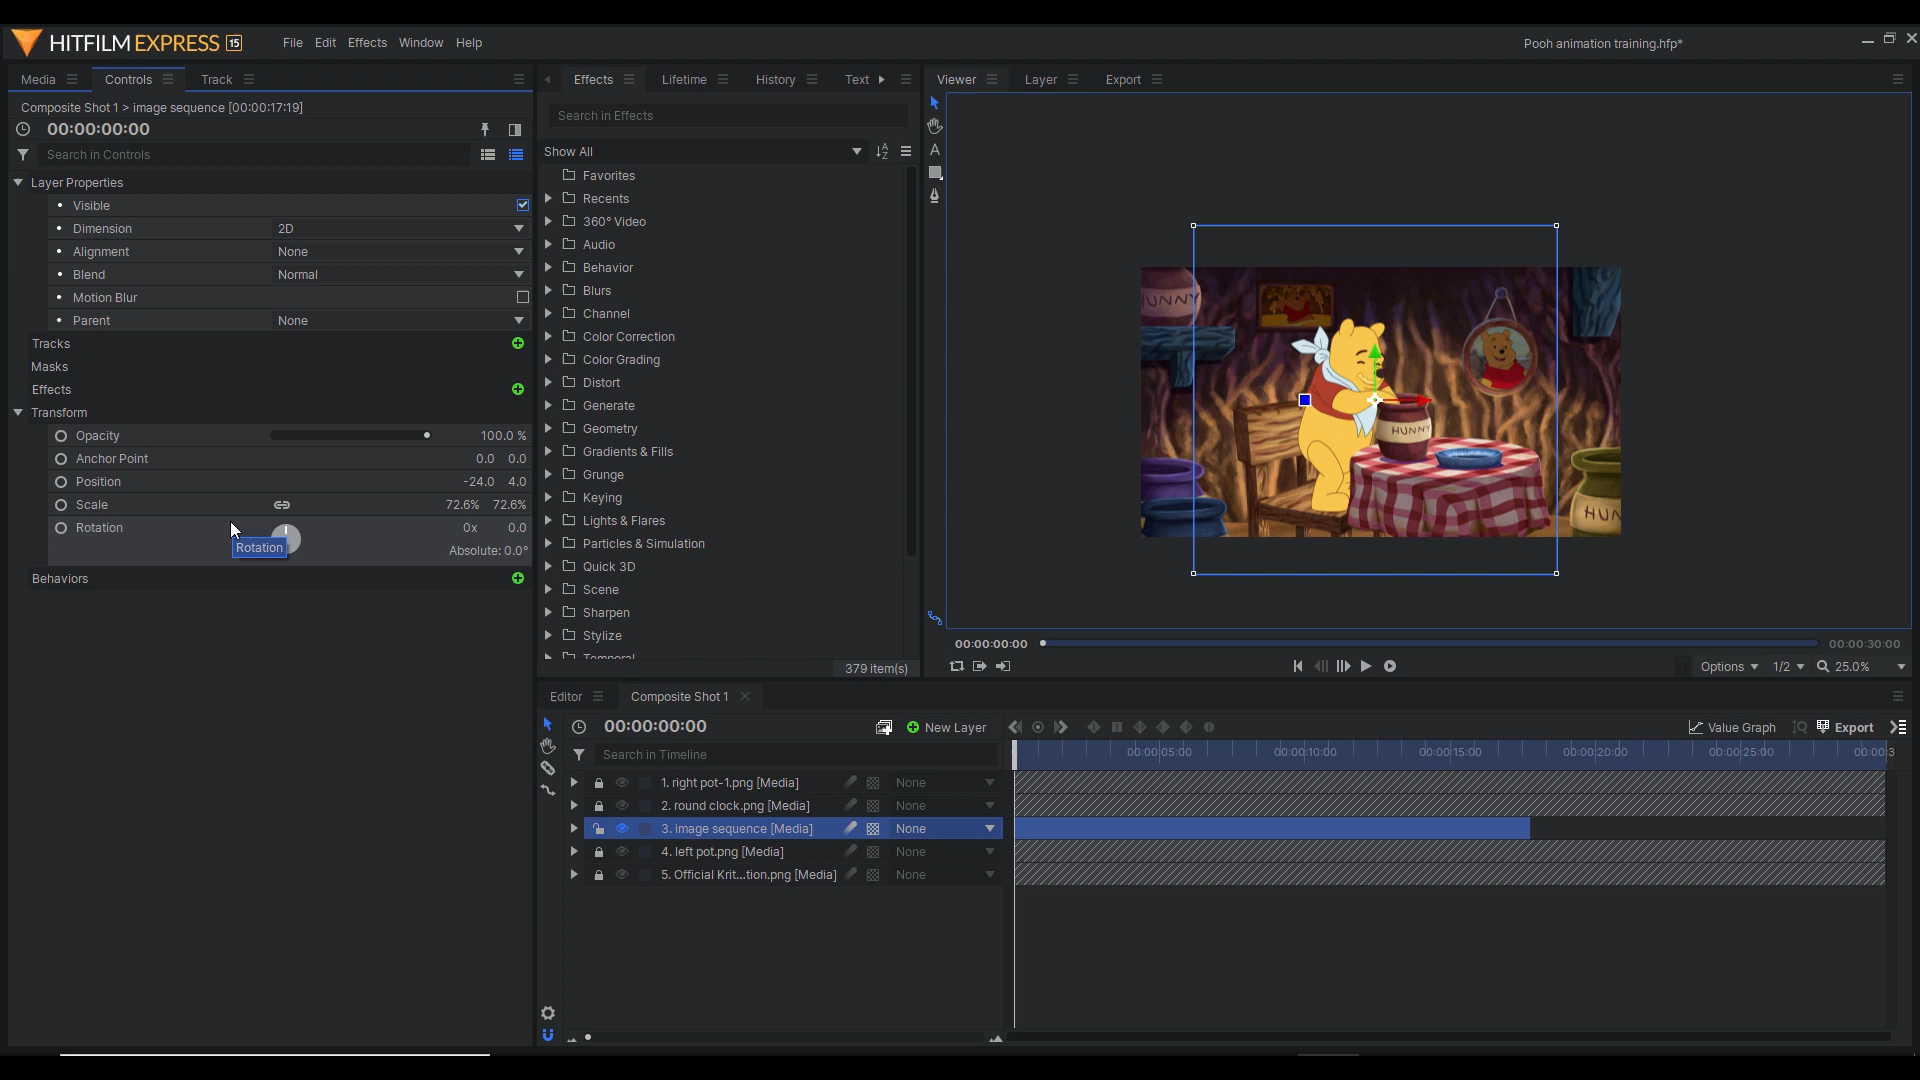 HITFILM EXPRESS 15
File Edit Effects Window Help
Pooh animation training.hfp*
Media Controls Track
Composite Shot 1 > image sequence [00:00:17:19]
00:00:00:00
Search in Controls
Layer Properties
Visible
Dimension 2D
Alignment None
Blend Normal
Motion Blur
Parent None
Tracks
Masks
Effects
Transform
Opacity 100.0 %
Anchor Point 0.0 0.0
Position -24.0 4.0
Scale 72.6% 72.6%
Rotation 0x 0.0
Rotation
Absolute: 0.0°
Behaviors
Effects Lifetime History Text
Search in Effects
Show All
Favorites
Recents
360° Video
Audio
Behavior
Blurs
Channel
Color Correction
Color Grading
Distort
Generate
Geometry
Gradients & Fills
Grunge
Keying
Lights & Flares
Particles & Simulation
Quick 3D
Scene
Sharpen
Stylize
Temporal
379 item(s)
Viewer Layer Export
A
HUNNY
HUNNY
HUN
00:00:00:00 00:00:30:00
Options 1/2 25.0%
Editor Composite Shot 1
00:00:00:00 New Layer Value Graph Export
Search in Timeline
00:00:05:00 00:00:10:00 00:00:15:00 00:00:20:00 00:00:25:00 00:00:3
1. right pot-1.png [Media] None
2. round clock.png [Media] None
3. image sequence [Media] None
4. left pot.png [Media] None
5. Official Krit...tion.png [Media] None